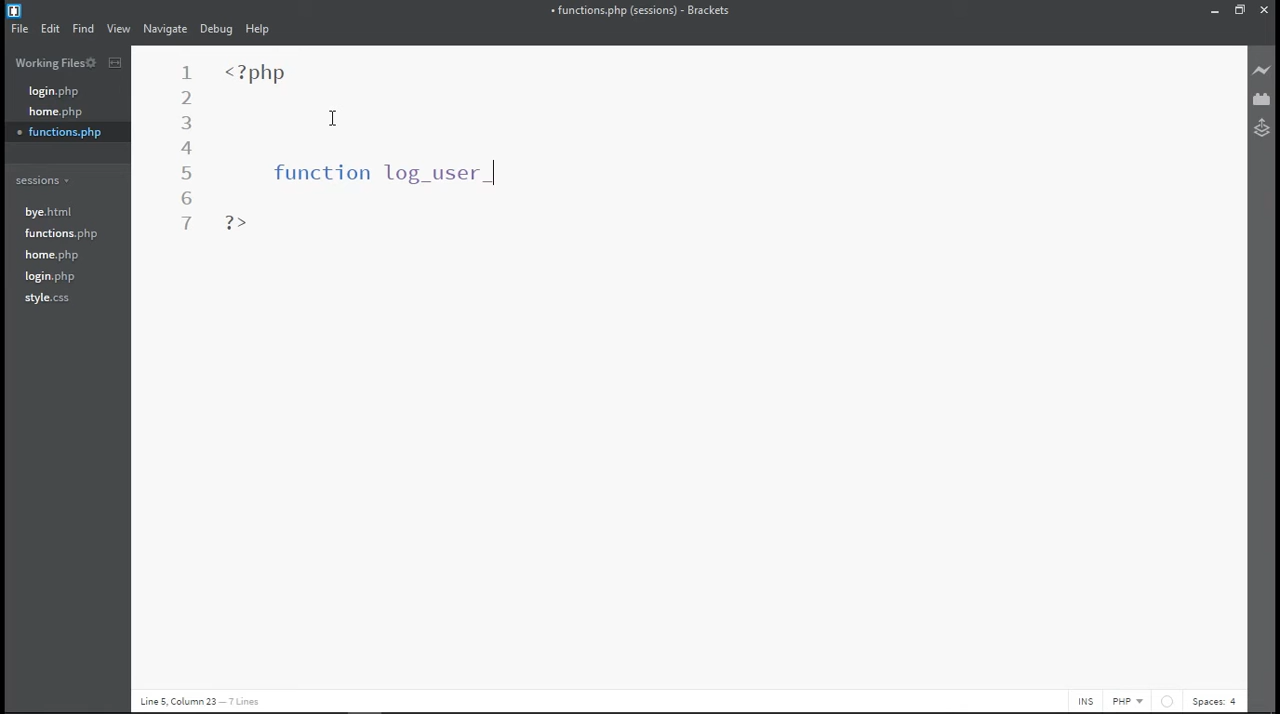 • functions.php (sessions) - Brackets
File Edit Find View Navigate Debug Help
Working Files
login.php
home.php
• functions.php
sessions
bye.html
functions.php
home.php
login.php
style.css
1 <?php
2
3
4
5 function log_user_
6
7 ?>
Line 5, Column 23 — 7 Lines
INS PHP Spaces: 4